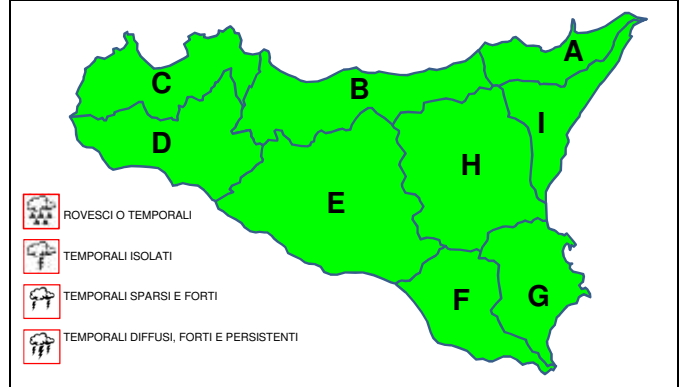 A
B
C
I
D
H
E
ROVESCI O TEMPORALI
TEMPORALI ISOLATI
TEMPORALI SPARSI E FORTI
F
G
TEMPORALI DIFFUSI, FORTI E PERSISTENTI